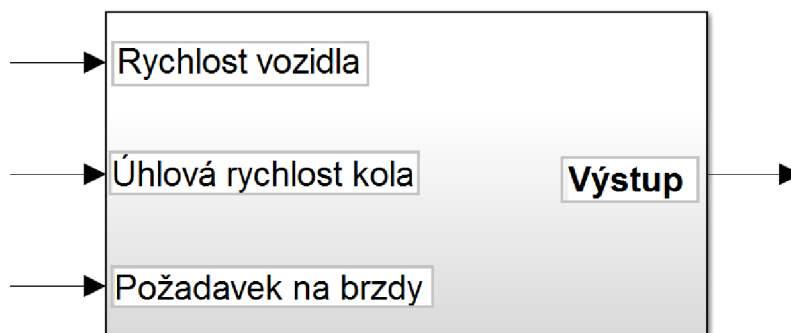 Rychlost vozidla
Úhlová rychlost kola
Výstup
Požadavek na brzdy